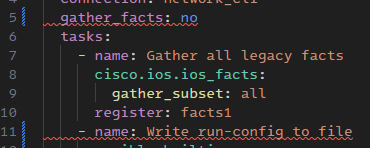 4 connection: network_cli
5 gather_facts: no
6 tasks:
7 - name: Gather all legacy facts
8 cisco.ios.ios_facts:
9 gather_subset: all
10 register: facts1
11 - name: Write run-config to file